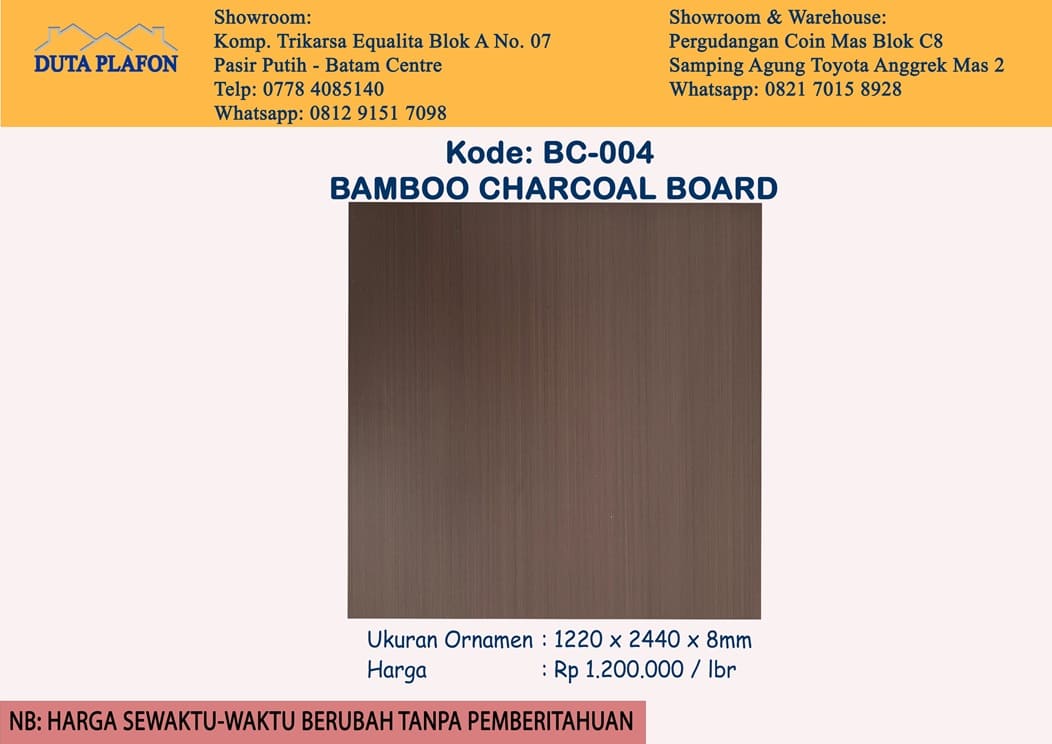 DUTA PLAFON
Showroom:
Komp. Trikarsa Equalita Blok A No. 07
Pasir Putih - Batam Centre
Telp: 0778 4085140
Whatsapp: 0812 9151 7098
Showroom & Warehouse:
Pergudangan Coin Mas Blok C8
Samping Agung Toyota Anggrek Mas 2
Whatsapp: 0821 7015 8928
Kode: BC-004
BAMBOO CHARCOAL BOARD
Ukuran Ornamen : 1220 x 2440 x 8mm
Harga : Rp 1.200.000 / lbr
NB: HARGA SEWAKTU-WAKTU BERUBAH TANPA PEMBERITAHUAN